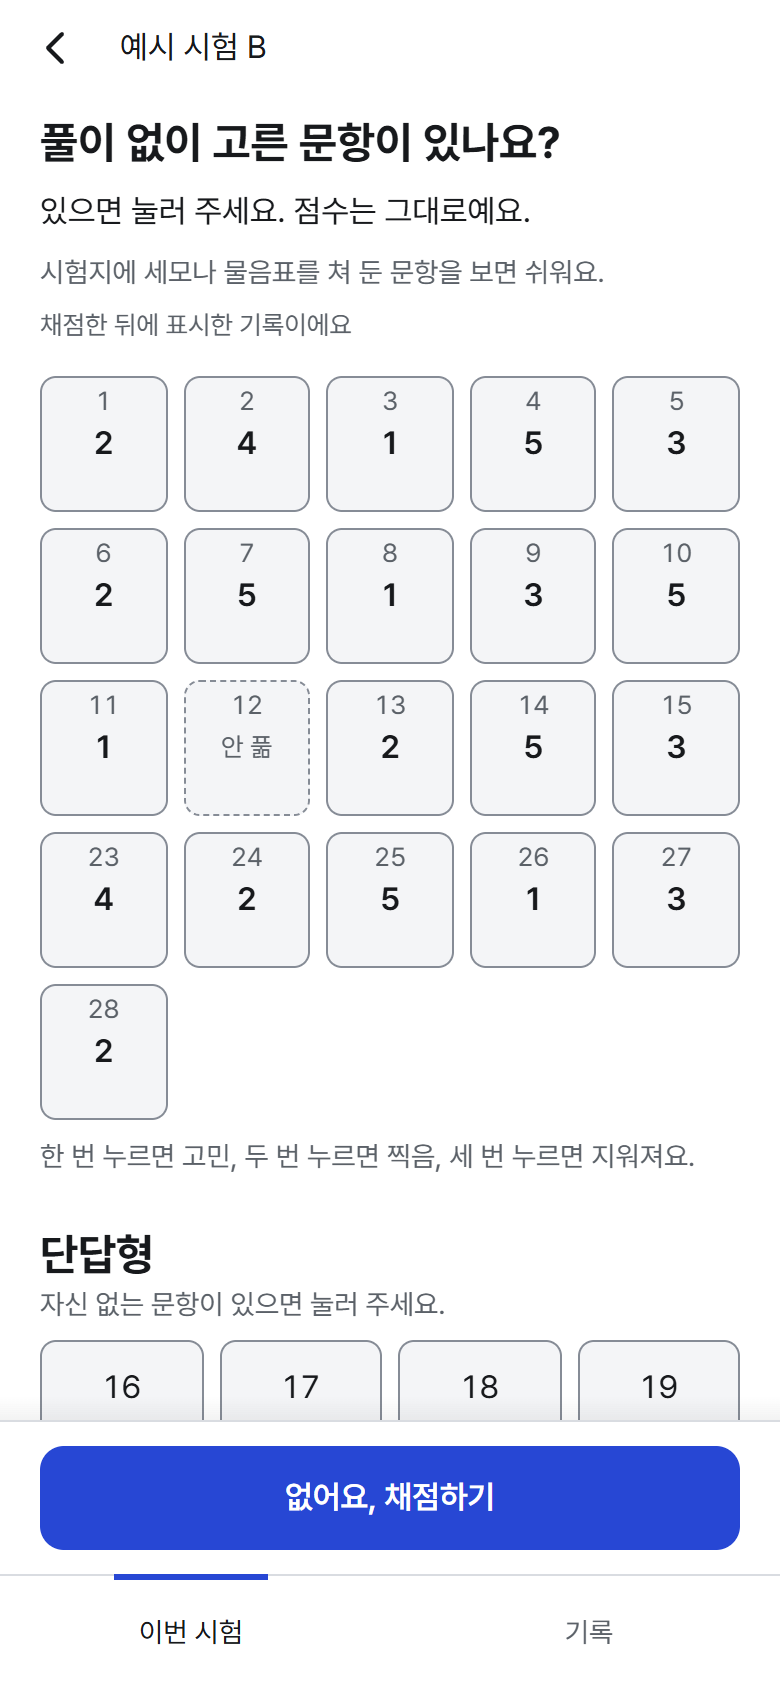 예시 시험 B
풀이 없이 고른 문항이 있나요?
있으면 눌러 주세요. 점수는 그대로예요.
시험지에 세모나 물음표를 쳐 둔 문항을 보면 쉬워요.
채점한 뒤에 표시한 기록이에요
1 2 3 4 5
2 4 1 5 3
6 7 8 9 10
2 5 1 3 5
11 12 13 14 15
1 안 풂 2 5 3
23 24 25 26 27
4 2 5 1 3
28
2
한 번 누르면 고민, 두 번 누르면 찍음, 세 번 누르면 지워져요.
단답형
자신 없는 문항이 있으면 눌러 주세요.
16 17 18 19
없어요, 채점하기
이번 시험 기록